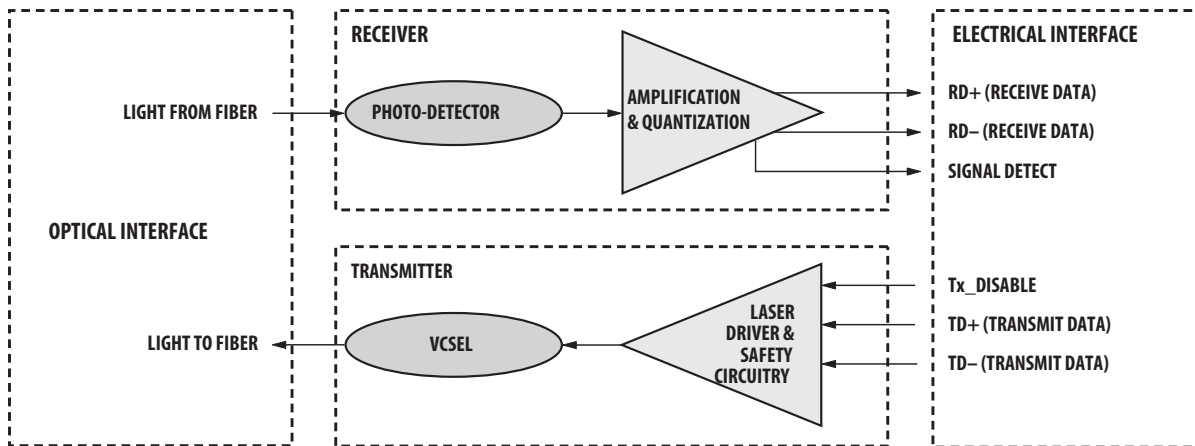 RECEIVER
ELECTRICAL INTERFACE
LIGHT FROM FIBER
PHOTO-DETECTOR
AMPLIFICATION
& QUANTIZATION
RD+ (RECEIVE DATA)
RD– (RECEIVE DATA)
SIGNAL DETECT
OPTICAL INTERFACE
TRANSMITTER
LIGHT TO FIBER
VCSEL
LASER
DRIVER &
SAFETY
CIRCUITRY
Tx_DISABLE
TD+ (TRANSMIT DATA)
TD– (TRANSMIT DATA)